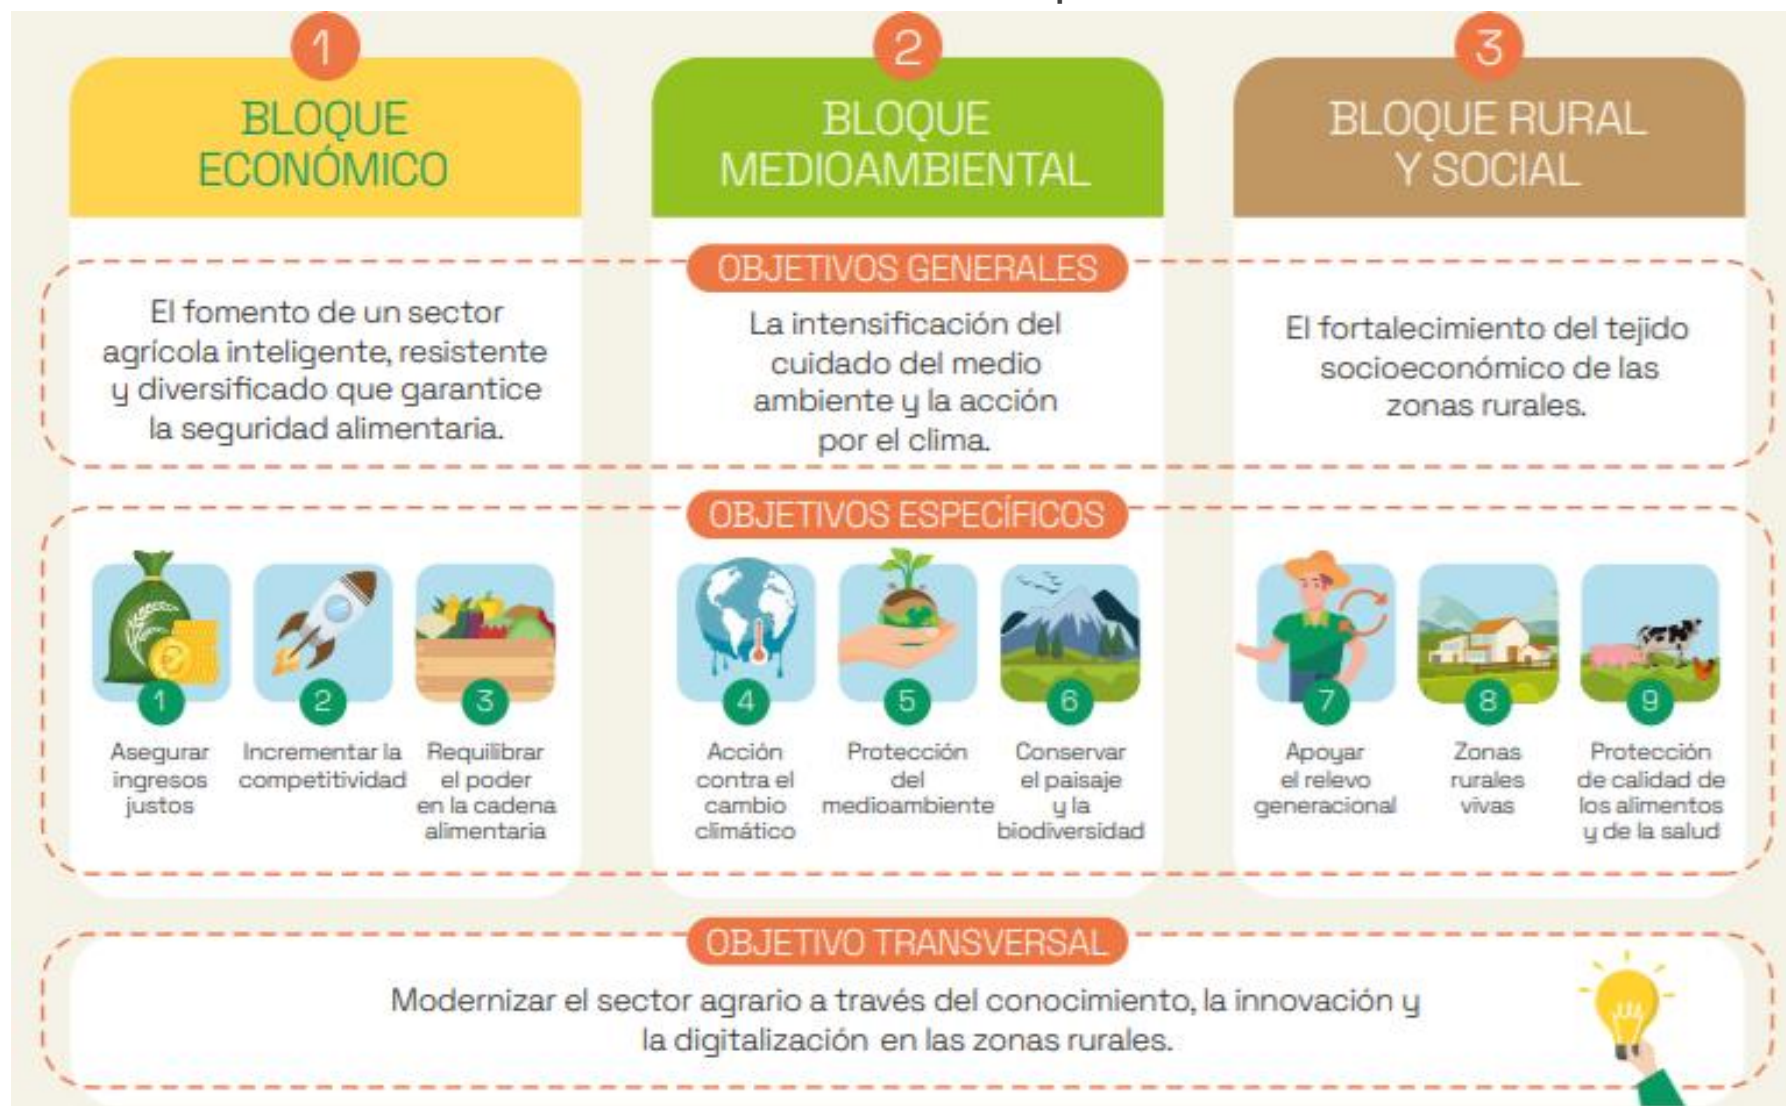 1
BLOQUE
ECONÓMICO
2
BLOQUE
MEDIOAMBIENTAL
3
BLOQUE RURAL
Y SOCIAL
OBJETIVOS GENERALES
El fomento de un sector
agrícola inteligente, resistente
y diversificado que garantice
la seguridad alimentaria.
La intensificación del
cuidado del medio
ambiente y la acción
por el clima.
El fortalecimiento del tejido
socioeconómico de las
zonas rurales.
OBJETIVOS ESPECÍFICOS
1
Asegurar
ingresos
justos
2
Incrementar la
competitividad
3
Requilibrar
el poder
en la cadena
alimentaria
4
Acción
contra el
cambio
climático
5
Protección
del
medioambiente
6
Conservar
el paisaje
y la
biodiversidad
7
Apoyar
el relevo
generacional
8
Zonas
rurales
vivas
9
Protección
de calidad de
los alimentos
y de la salud
OBJETIVO TRANSVERSAL
Modernizar el sector agrario a través del conocimiento, la innovación y
la digitalización en las zonas rurales.